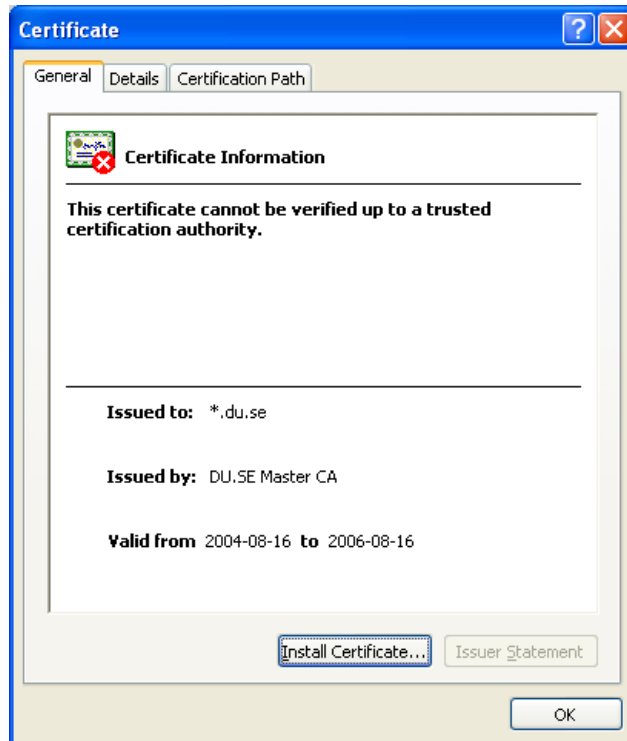 Certificate
General Details Certification Path
Certificate Information
This certificate cannot be verified up to a trusted
certification authority.
Issued to: *.du.se
Issued by: DU.SE Master CA
Valid from 2004-08-16 to 2006-08-16
Install Certificate... Issuer Statement
OK